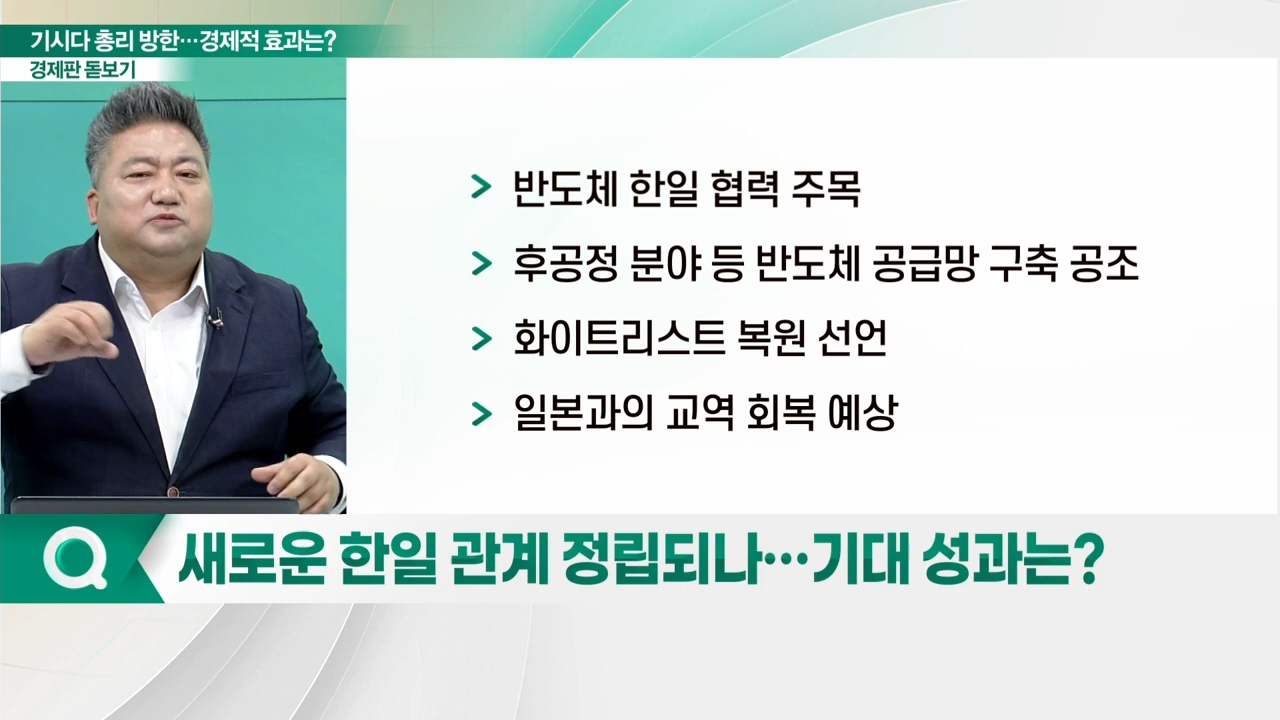 기시다 총리 방한…경제적 효과는?
경제판 돋보기
> 반도체 한일 협력 주목
> 후공정 분야 등 반도체 공급망 구축 공조
> 화이트리스트 복원 선언
> 일본과의 교역 회복 예상
Q 새로운 한일 관계 정립되나…기대 성과는?